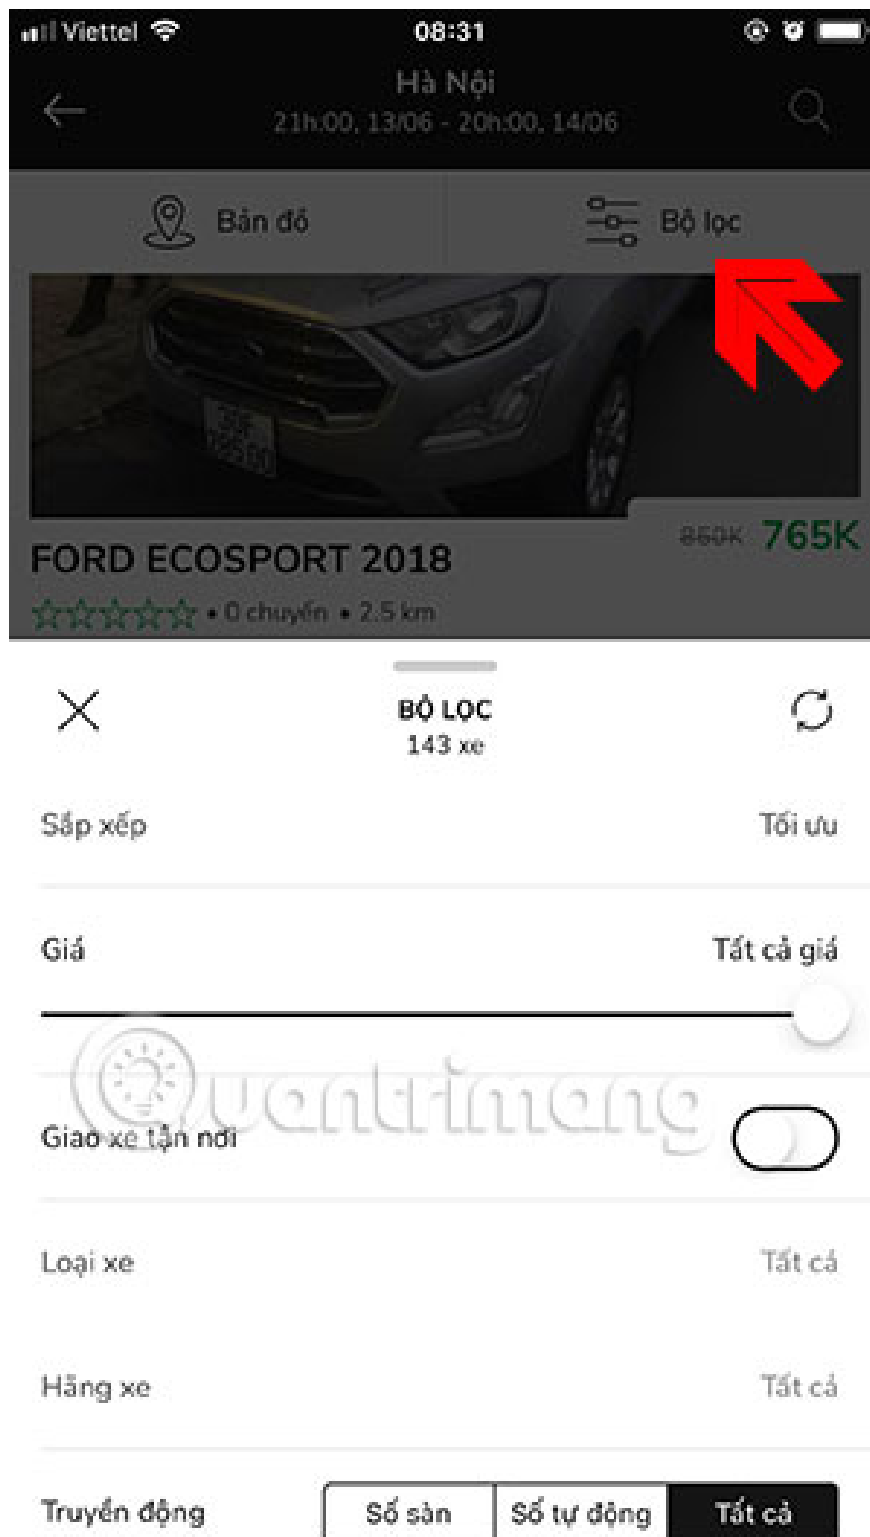 Viettel 08:31
Hà Nội
21h:00, 13/06 - 20h:00, 14/06
Bản đồ
Bộ lọc
FORD ECOSPORT 2018
850K 765K
0 chuyến • 2.5 km
BỘ LỌC
143 xe
Sắp xếp Tối ưu
Giá Tất cả giá
Quantrimang
Giao xe tận nơi
Loại xe Tất cả
Hãng xe Tất cả
Truyền động Số sàn Số tự động Tất cả